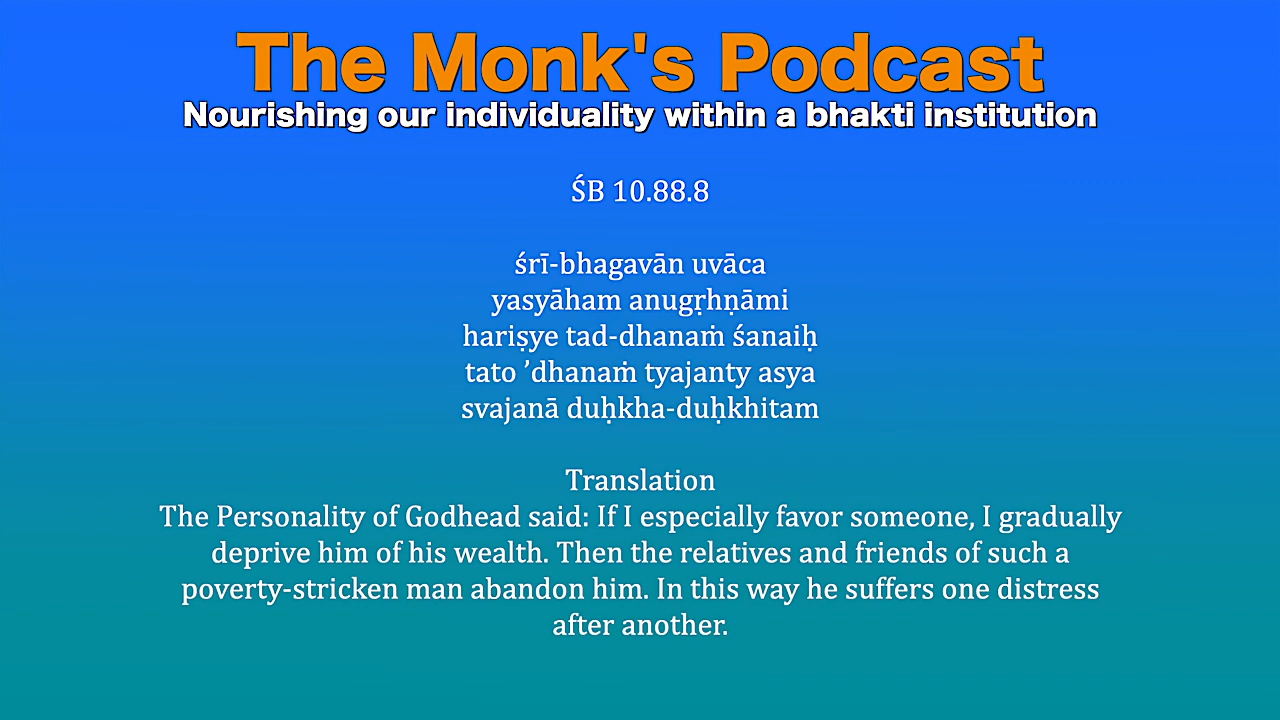 The Monk's Podcast
Nourishing our individuality within a bhakti institution
ŚB 10.88.8
śrī-bhagavān uvāca
yasyāham anugṛhṇāmi
hariṣye tad-dhanaṁ śanaiḥ
tato ’dhanaṁ tyajanty asya
svajanā duḥkha-duḥkhitam
Translation
The Personality of Godhead said: If I especially favor someone, I gradually
deprive him of his wealth. Then the relatives and friends of such a
poverty-stricken man abandon him. In this way he suffers one distress
after another.